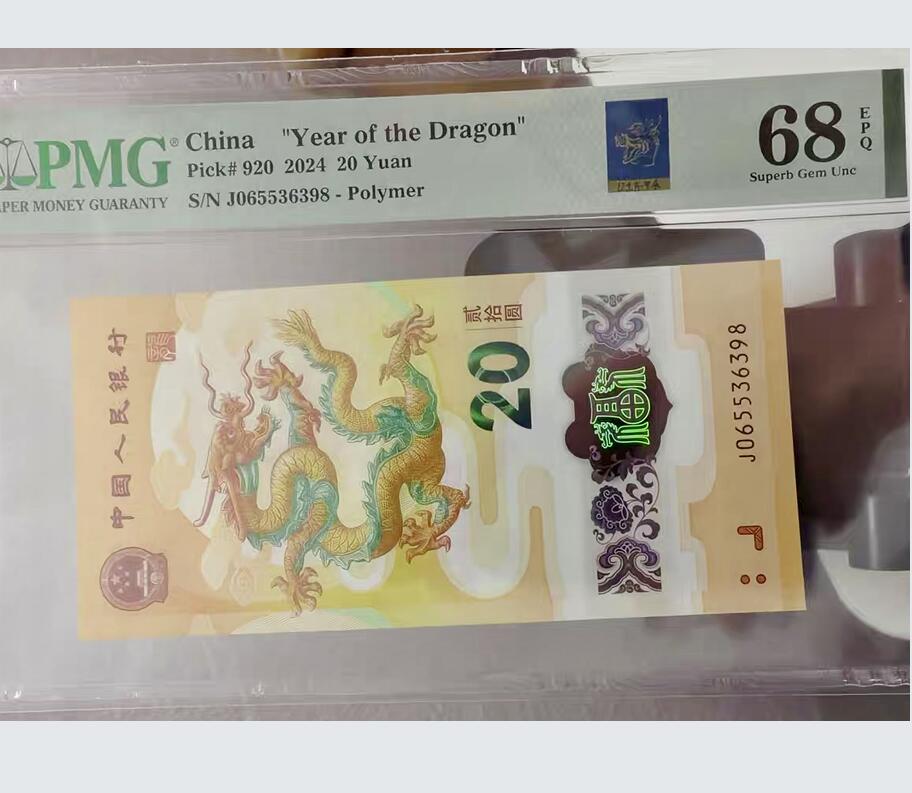 PMG®
PAPER MONEY GUARANTY
China "Year of the Dragon"
Pick# 920 2024 20 Yuan
S/N J065536398 - Polymer
68
EPQ
Superb Gem Unc
中国人民银行
贰拾圆
20
福
J065536398